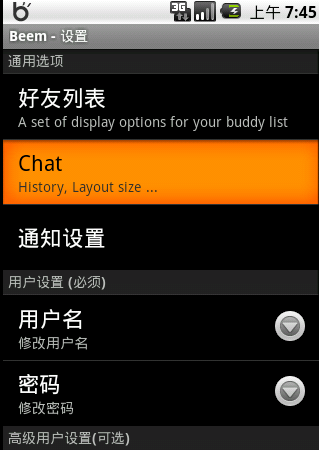 3G 上午 7:45
Beem - 设置
通用选项
好友列表
A set of display options for your buddy list
Chat
History, Layout size ...
通知设置
用户设置 (必须)
用户名
修改用户名
密码
修改密码
高级用户设置(可选)